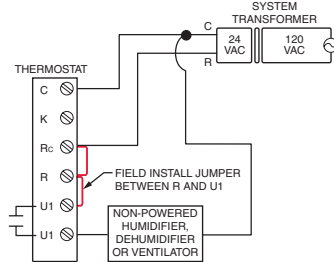 SYSTEM
TRANSFORMER
C
24
VAC
120
VAC
R
THERMOSTAT
C
K
RC
R
FIELD INSTALL JUMPER
BETWEEN R AND U1
U1
U1
NON-POWERED
HUMIDIFIER,
DEHUMIDIFIER
OR VENTILATOR